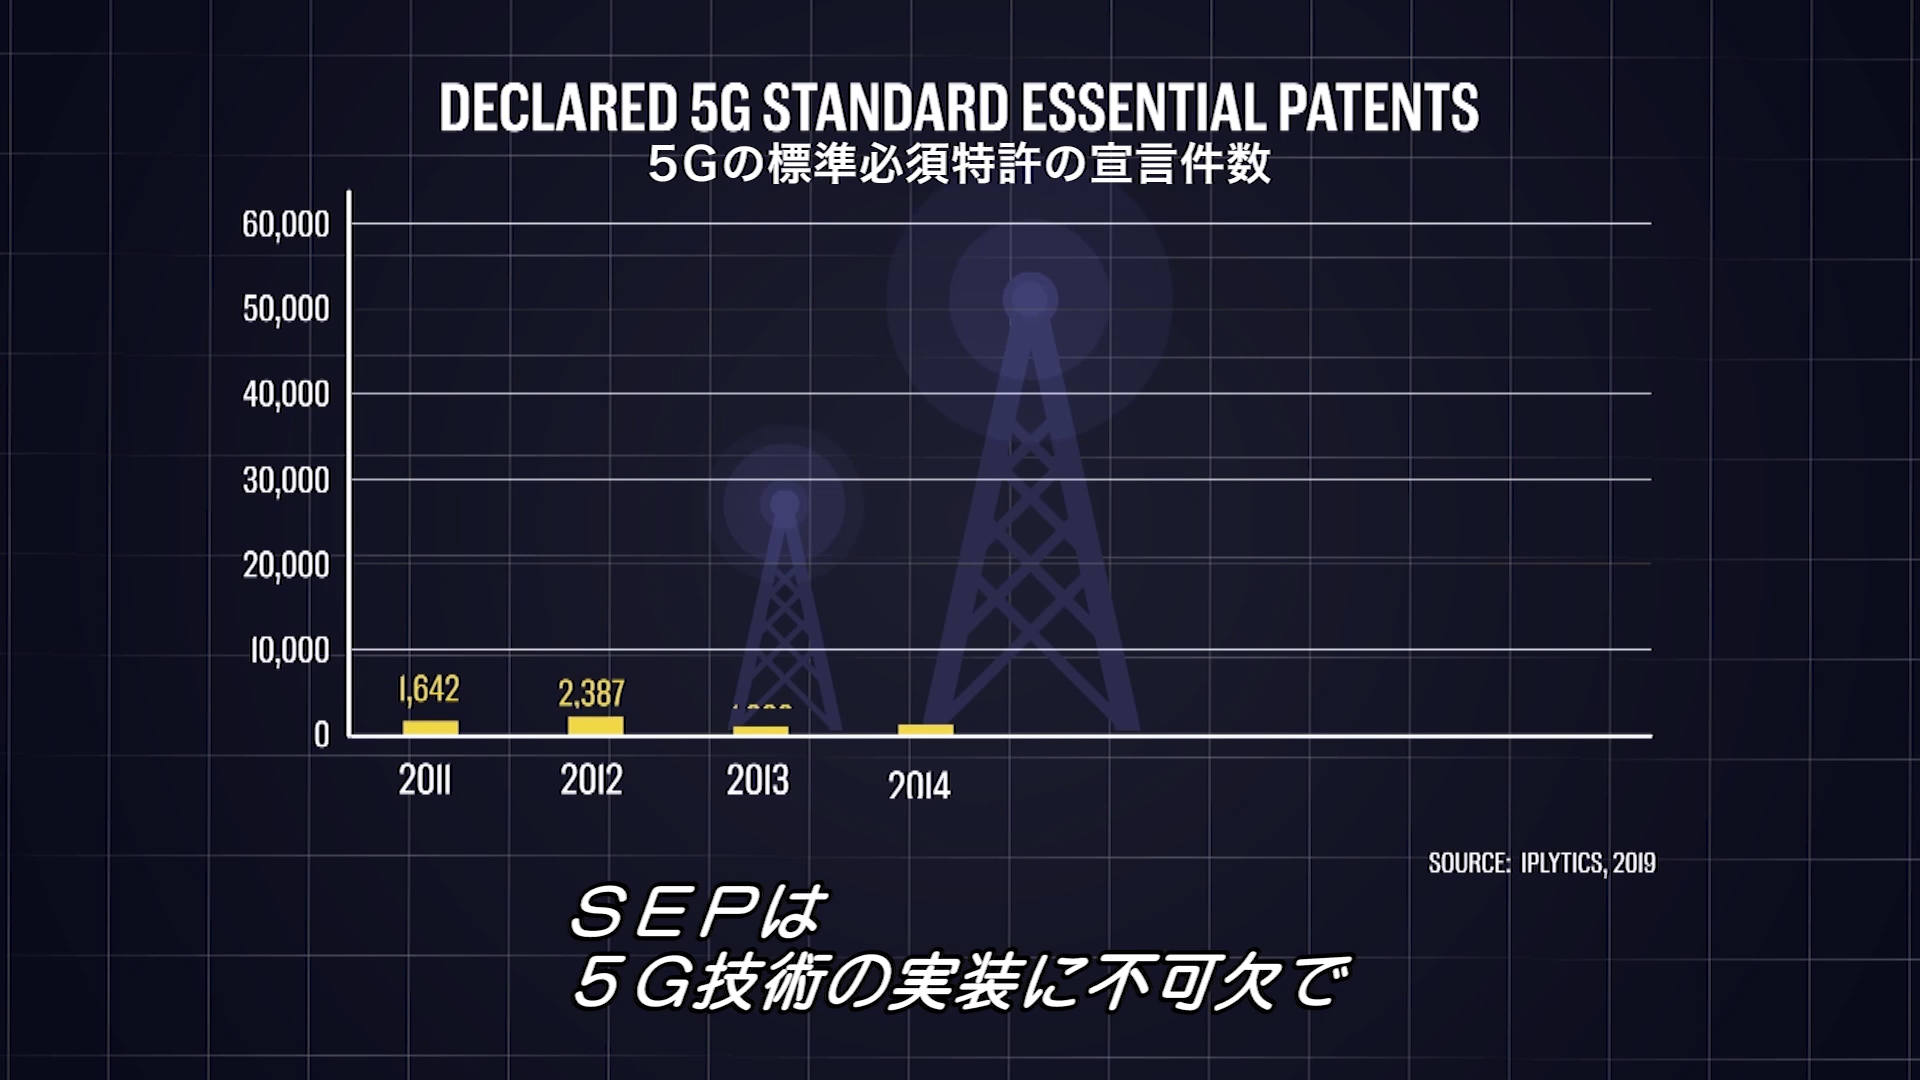 DECLARED 5G STANDARD ESSENTIAL PATENTS
５Gの標準必須特許の宣言件数
60,000
50,000
40,000
30,000
20,000
10,000
0
1,642
2,387
2011
2012
2013
2014
SOURCE: IPLYTICS, 2019
ＳＥＰは
５Ｇ技術の実装に不可欠で